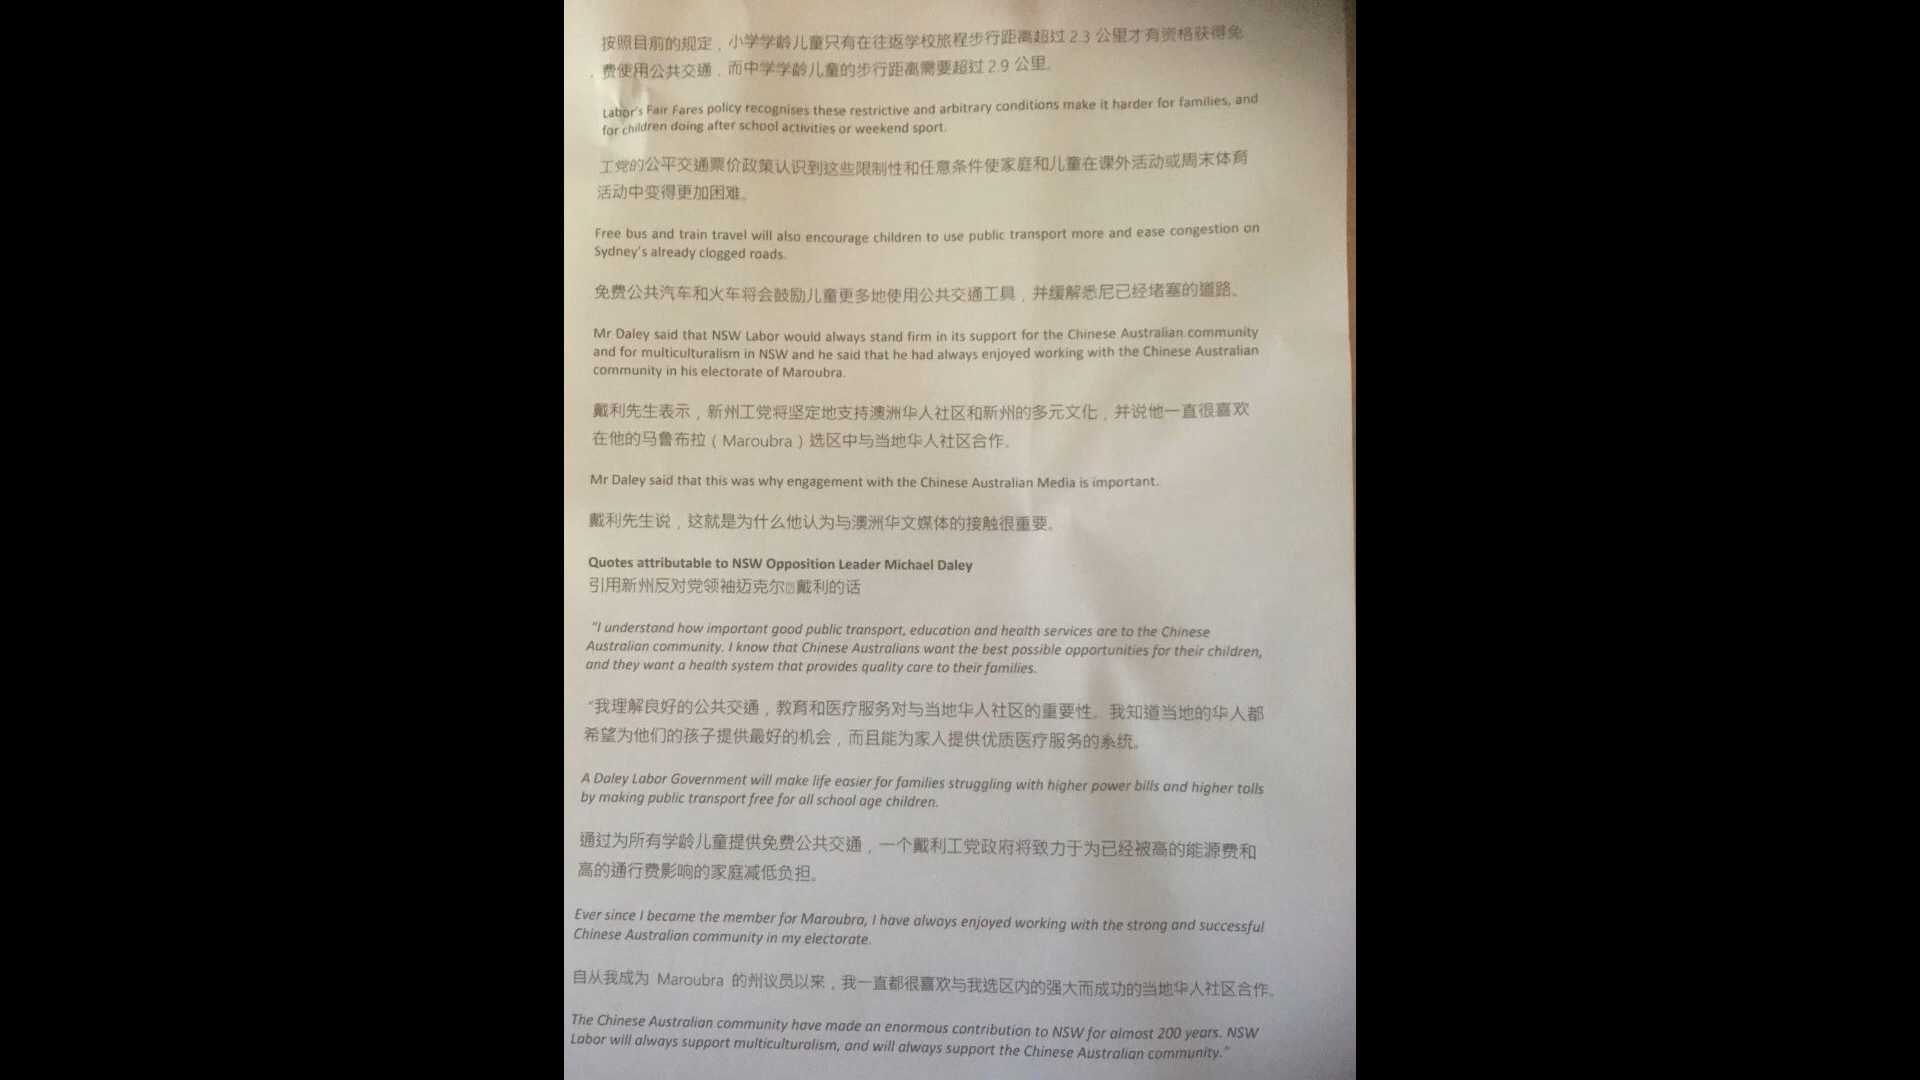 按照目前的规定，小学学龄儿童只有在往返学校旅程步行距离超过 2.3 公里才有资格获得免
费使用公共交通，而中学学龄儿童的步行距离需要超过 2.9 公里。
Labor's Fair Fares policy recognises these restrictive and arbitrary conditions make it harder for families, and
for children doing after school activities or weekend sport.
工党的公平交通票价政策认识到这些限制性和任意条件使家庭和儿童在课外活动或周末体育
活动中变得更加困难。
Free bus and train travel will also encourage children to use public transport more and ease congestion on
Sydney's already clogged roads.
免费公共汽车和火车将会鼓励儿童更多地使用公共交通工具，并缓解悉尼已经堵塞的道路。
Mr Daley said that NSW Labor would always stand firm in its support for the Chinese Australian community
and for multiculturalism in NSW and he said that he had always enjoyed working with the Chinese Australian
community in his electorate of Maroubra.
戴利先生表示，新州工党将坚定地支持澳洲华人社区和新州的多元文化，并说他一直很喜欢
在他的马鲁布拉（Maroubra）选区中与当地华人社区合作。
Mr Daley said that this was why engagement with the Chinese Australian Media is important.
戴利先生说，这就是为什么他认为与澳洲华文媒体的接触很重要。
Quotes attributable to NSW Opposition Leader Michael Daley
引用新州反对党领袖迈克尔戴利的话
"I understand how important good public transport, education and health services are to the Chinese
Australian community. I know that Chinese Australians want the best possible opportunities for their children,
and they want a health system that provides quality care to their families.
"我理解良好的公共交通，教育和医疗服务对与当地华人社区的重要性。我知道当地的华人都
希望为他们的孩子提供最好的机会，而且能为家人提供优质医疗服务的系统。
A Daley Labor Government will make life easier for families struggling with higher power bills and higher tolls
by making public transport free for all school age children.
通过为所有学龄儿童提供免费公共交通，一个戴利工党政府将致力于为已经被高的能源费和
高的通行费影响的家庭减低负担。
Ever since I became the member for Maroubra, I have always enjoyed working with the strong and successful
Chinese Australian community in my electorate.
自从我成为 Maroubra 的州议员以来，我一直都很喜欢与我选区内的强大而成功的当地华人社区合作。
The Chinese Australian community have made an enormous contribution to NSW for almost 200 years. NSW
Labor will always support multiculturalism, and will always support the Chinese Australian community."